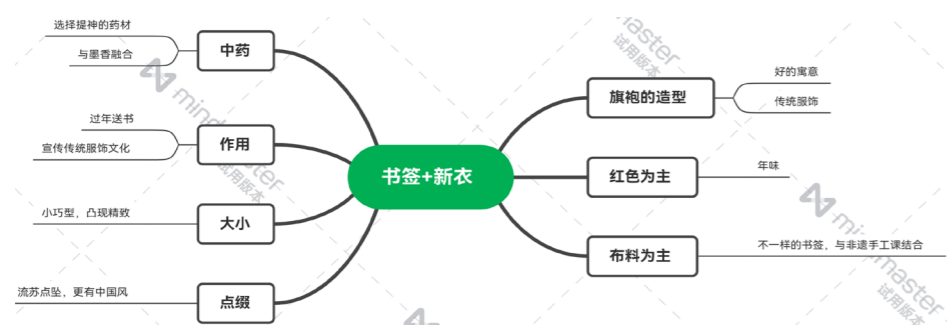 选择提神的药材
与墨香融合
中药
过年送书
宣传传统服饰文化
作用
小巧型，凸现精致
大小
流苏点坠，更有中国风
点缀
书签+新衣
旗袍的造型
好的寓意
传统服饰
红色为主
年味
布料为主
不一样的书签，与非遗手工课结合
mindmaster
试用版本
master
试用版本
mindmaster
试用版本